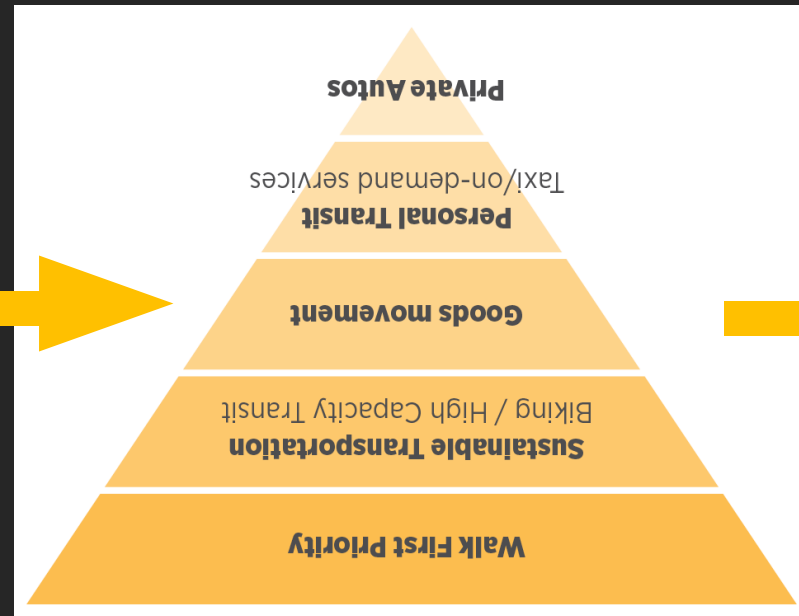 Walk First Priority
Sustainable Transportation
Biking / High Capacity Transit
Goods movement
Personal Transit
Taxi/on-demand services
Private Autos